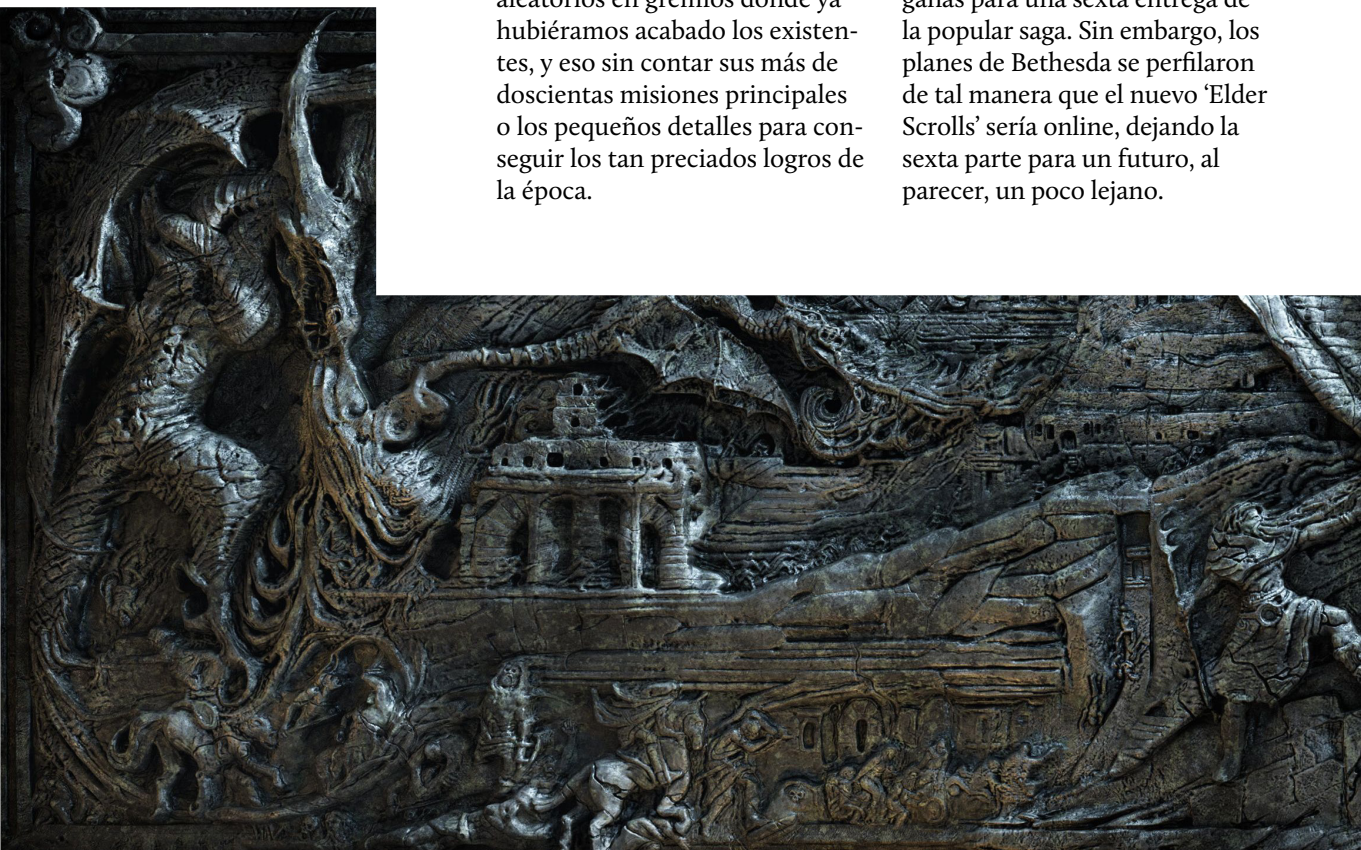 aleatorios en gremios donde ya
hubiéramos acabado los existen-
tes, y eso sin contar sus más de
doscientas misiones principales
o los pequeños detalles para con-
seguir los tan preciados logros de
la época.
ganas para una sexta entrega de
la popular saga. Sin embargo, los
planes de Bethesda se perfilaron
de tal manera que el nuevo ‘Elder
Scrolls’ sería online, dejando la
sexta parte para un futuro, al
parecer, un poco lejano.